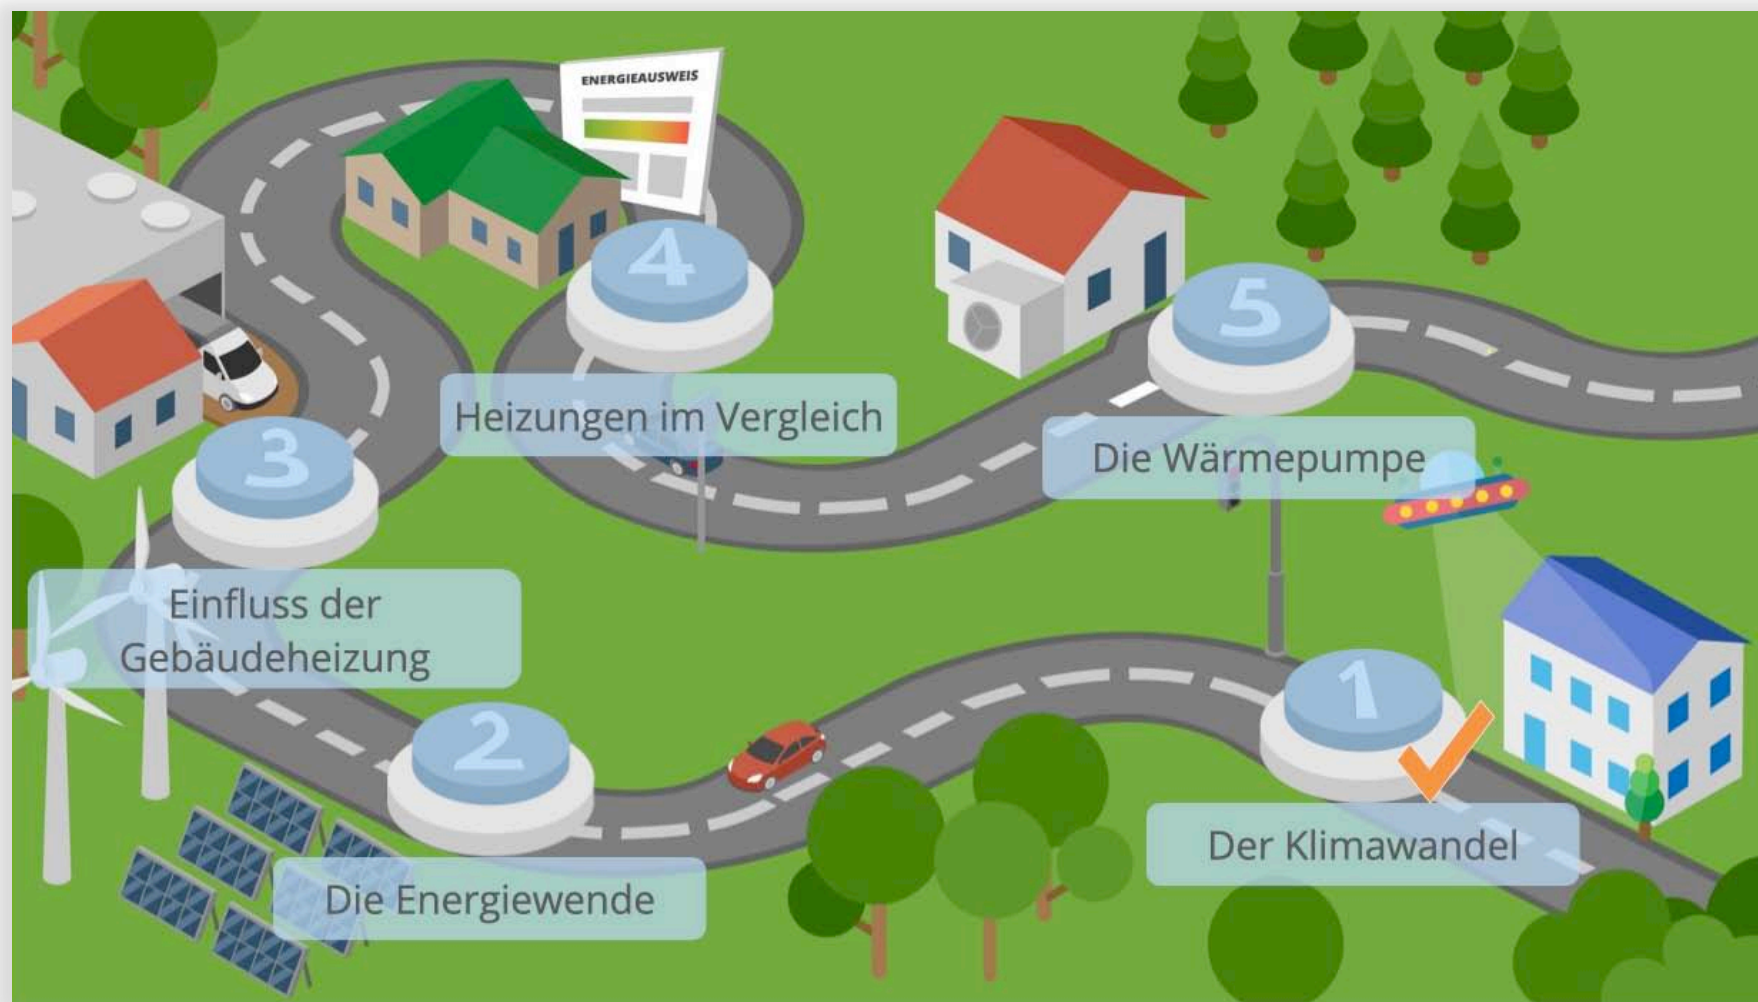 ENERGIEAUSWEIS
4
Heizungen im Vergleich
5
Die Wärmepumpe
3
Einfluss der
Gebäudeheizung
2
Die Energiewende
1
Der Klimawandel